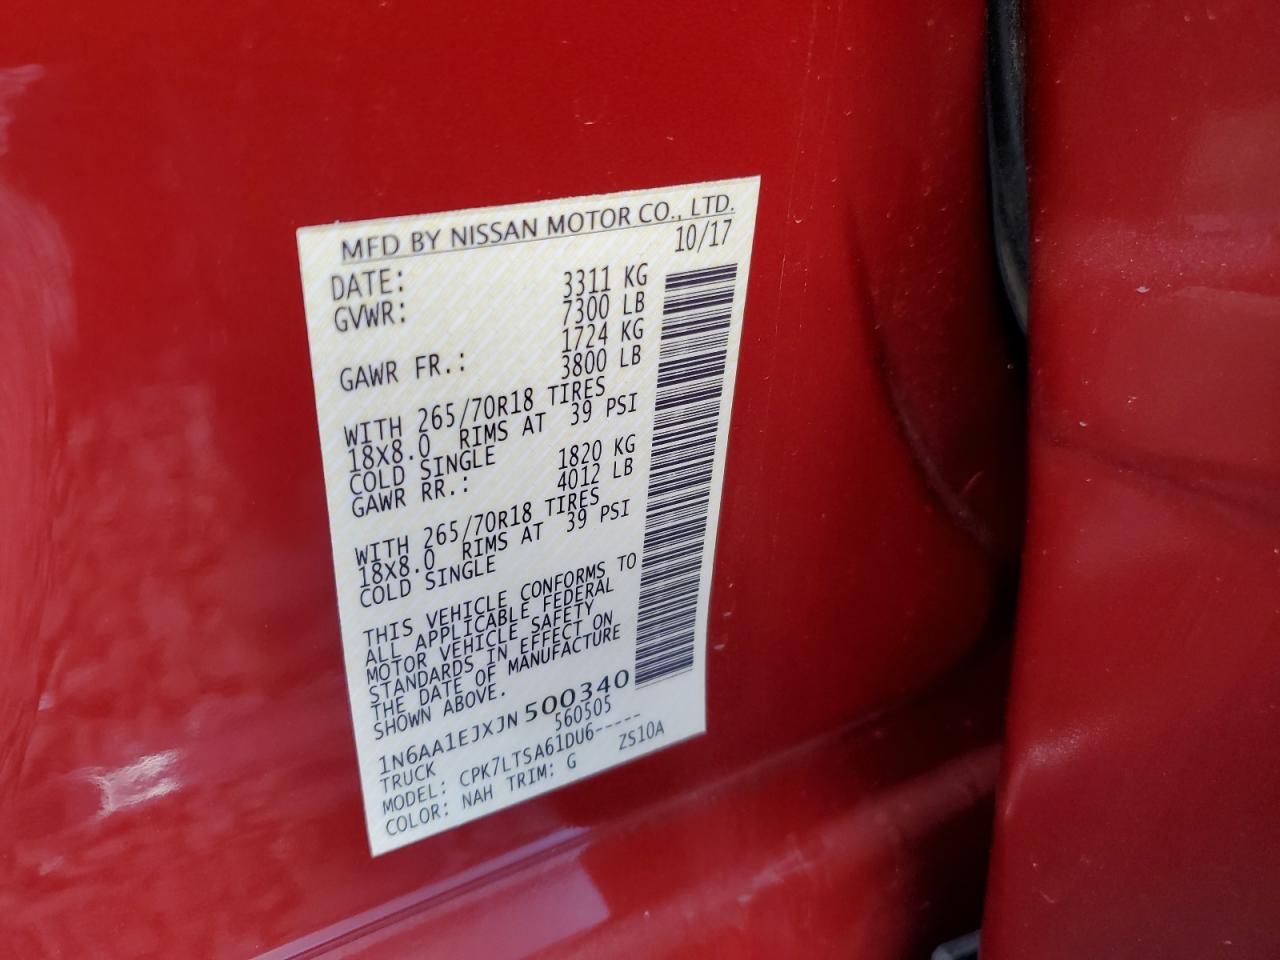 MFD BY NISSAN MOTOR CO., LTD.
DATE: 10/17
GVWR: 3311 KG
7300 LB
GAWR FR.: 1724 KG
3800 LB
WITH 265/70R18 TIRES
18X8.0 RIMS AT 39 PSI
COLD SINGLE
GAWR RR.: 1820 KG
4012 LB
WITH 265/70R18 TIRES
18X8.0 RIMS AT 39 PSI
COLD SINGLE
THIS VEHICLE CONFORMS TO
ALL APPLICABLE FEDERAL
MOTOR VEHICLE SAFETY
STANDARDS IN EFFECT ON
THE DATE OF MANUFACTURE
SHOWN ABOVE.
1N6AA1EJXJN500340
TRUCK 560505
MODEL: CPK7LTSA61DU6-----
COLOR: NAH TRIM: G ZS10A